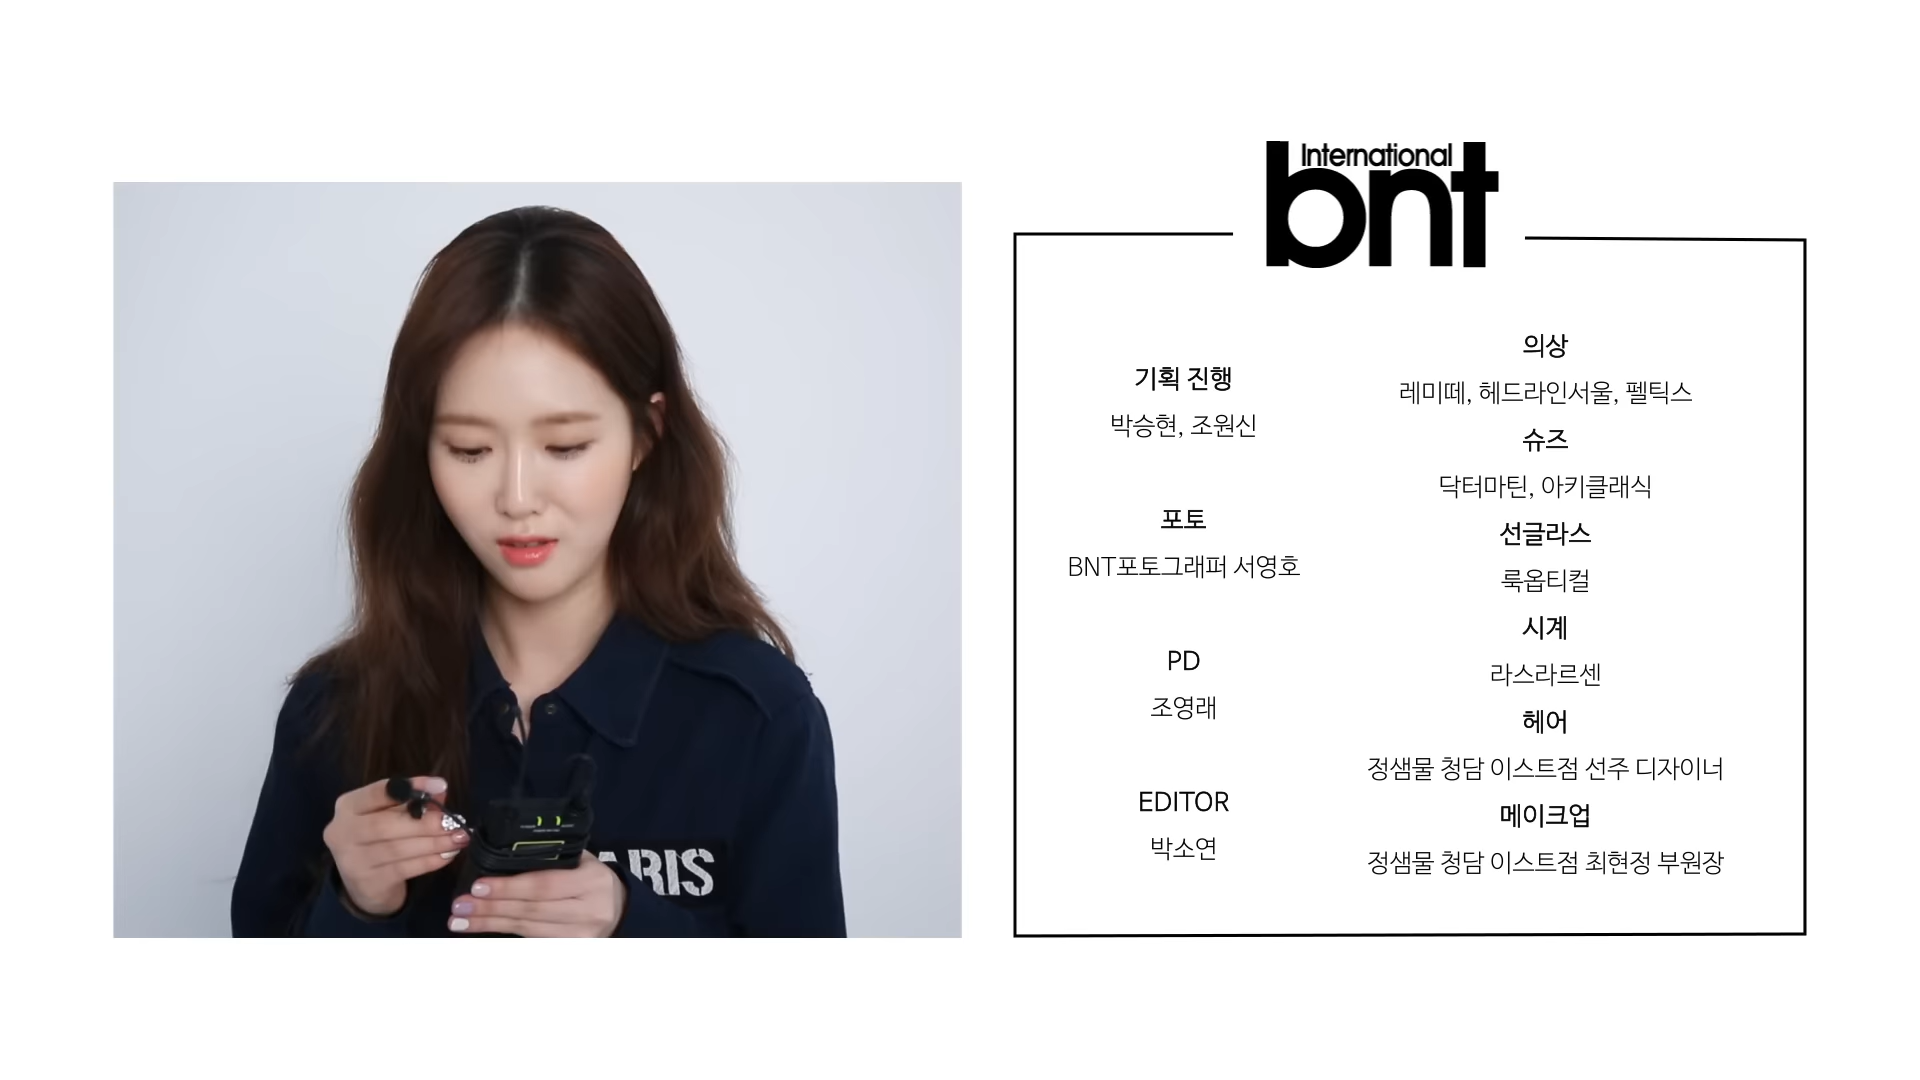 International
bnt
기획 진행
박승현, 조원신
포토
BNT포토그래퍼 서영호
PD
조영래
EDITOR
박소연
의상
레미떼, 헤드라인서울, 펠틱스
슈즈
닥터마틴, 아키클래식
선글라스
룩옵티컬
시계
라스라르센
헤어
정샘물 청담 이스트점 선주 디자이너
메이크업
정샘물 청담 이스트점 최현정 부원장
ARIS